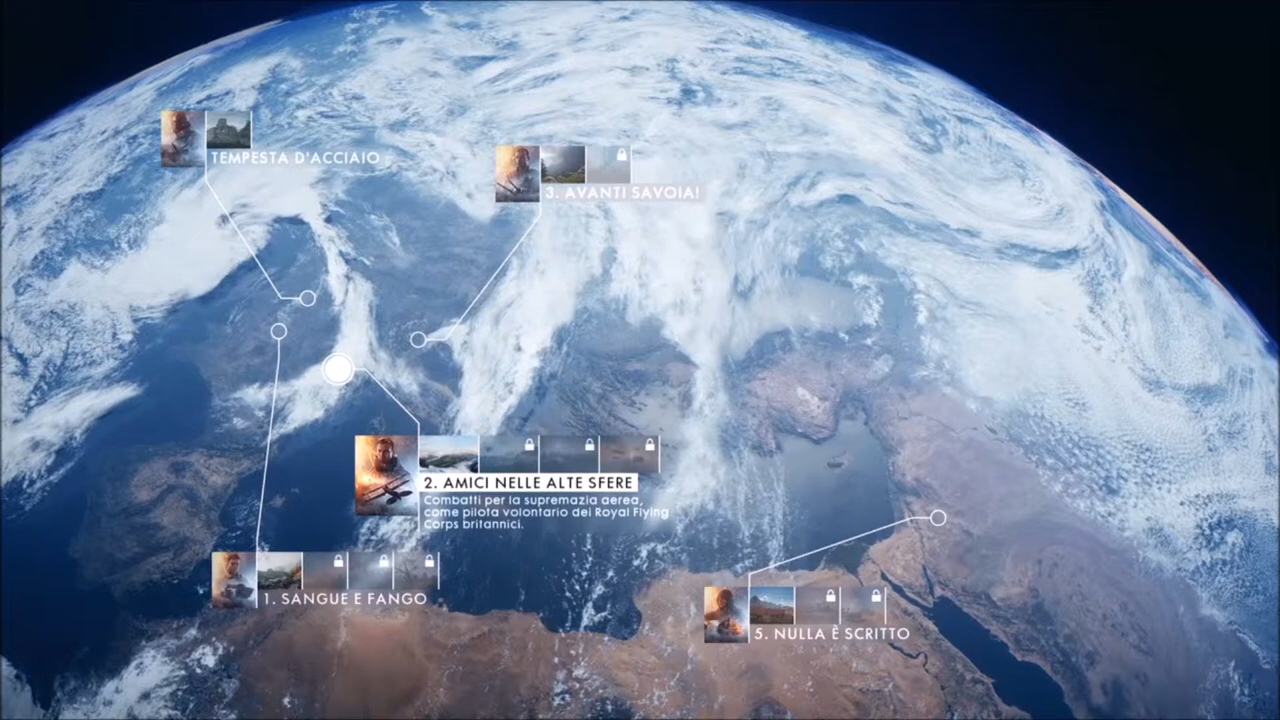 TEMPESTA D'ACCIAIO
3. AVANTI SAVOIA!
2. AMICI NELLE ALTE SFERE
Combatti per la supremazia aerea,
come pilota volontario dei Royal Flying
Corps britannici.
1. SANGUE E FANGO
5. NULLA È SCRITTO